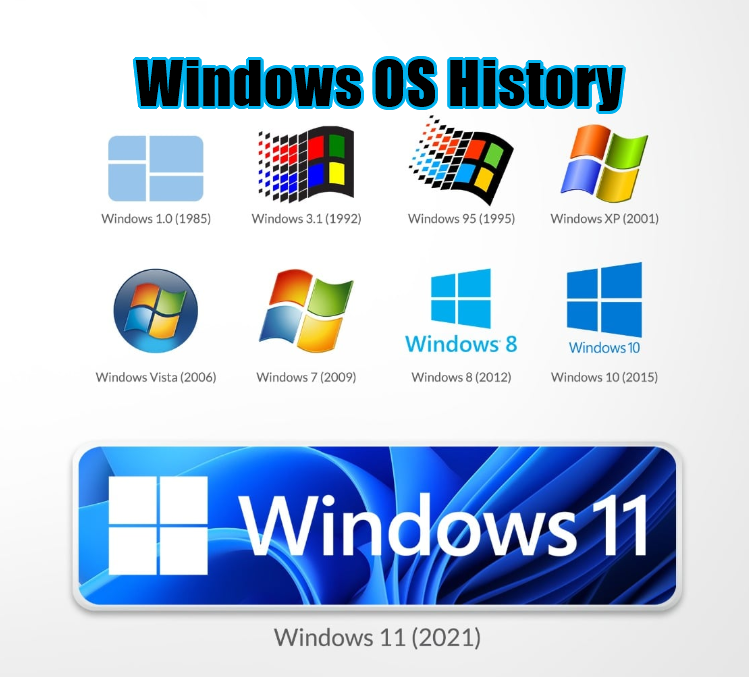 Windows OS History
Windows 1.0 (1985)
Windows 3.1 (1992)
Windows 95 (1995)
Windows XP (2001)
Windows Vista (2006)
Windows 7 (2009)
Windows 8
Windows 8 (2012)
Windows 10
Windows 10 (2015)
Windows 11
Windows 11 (2021)